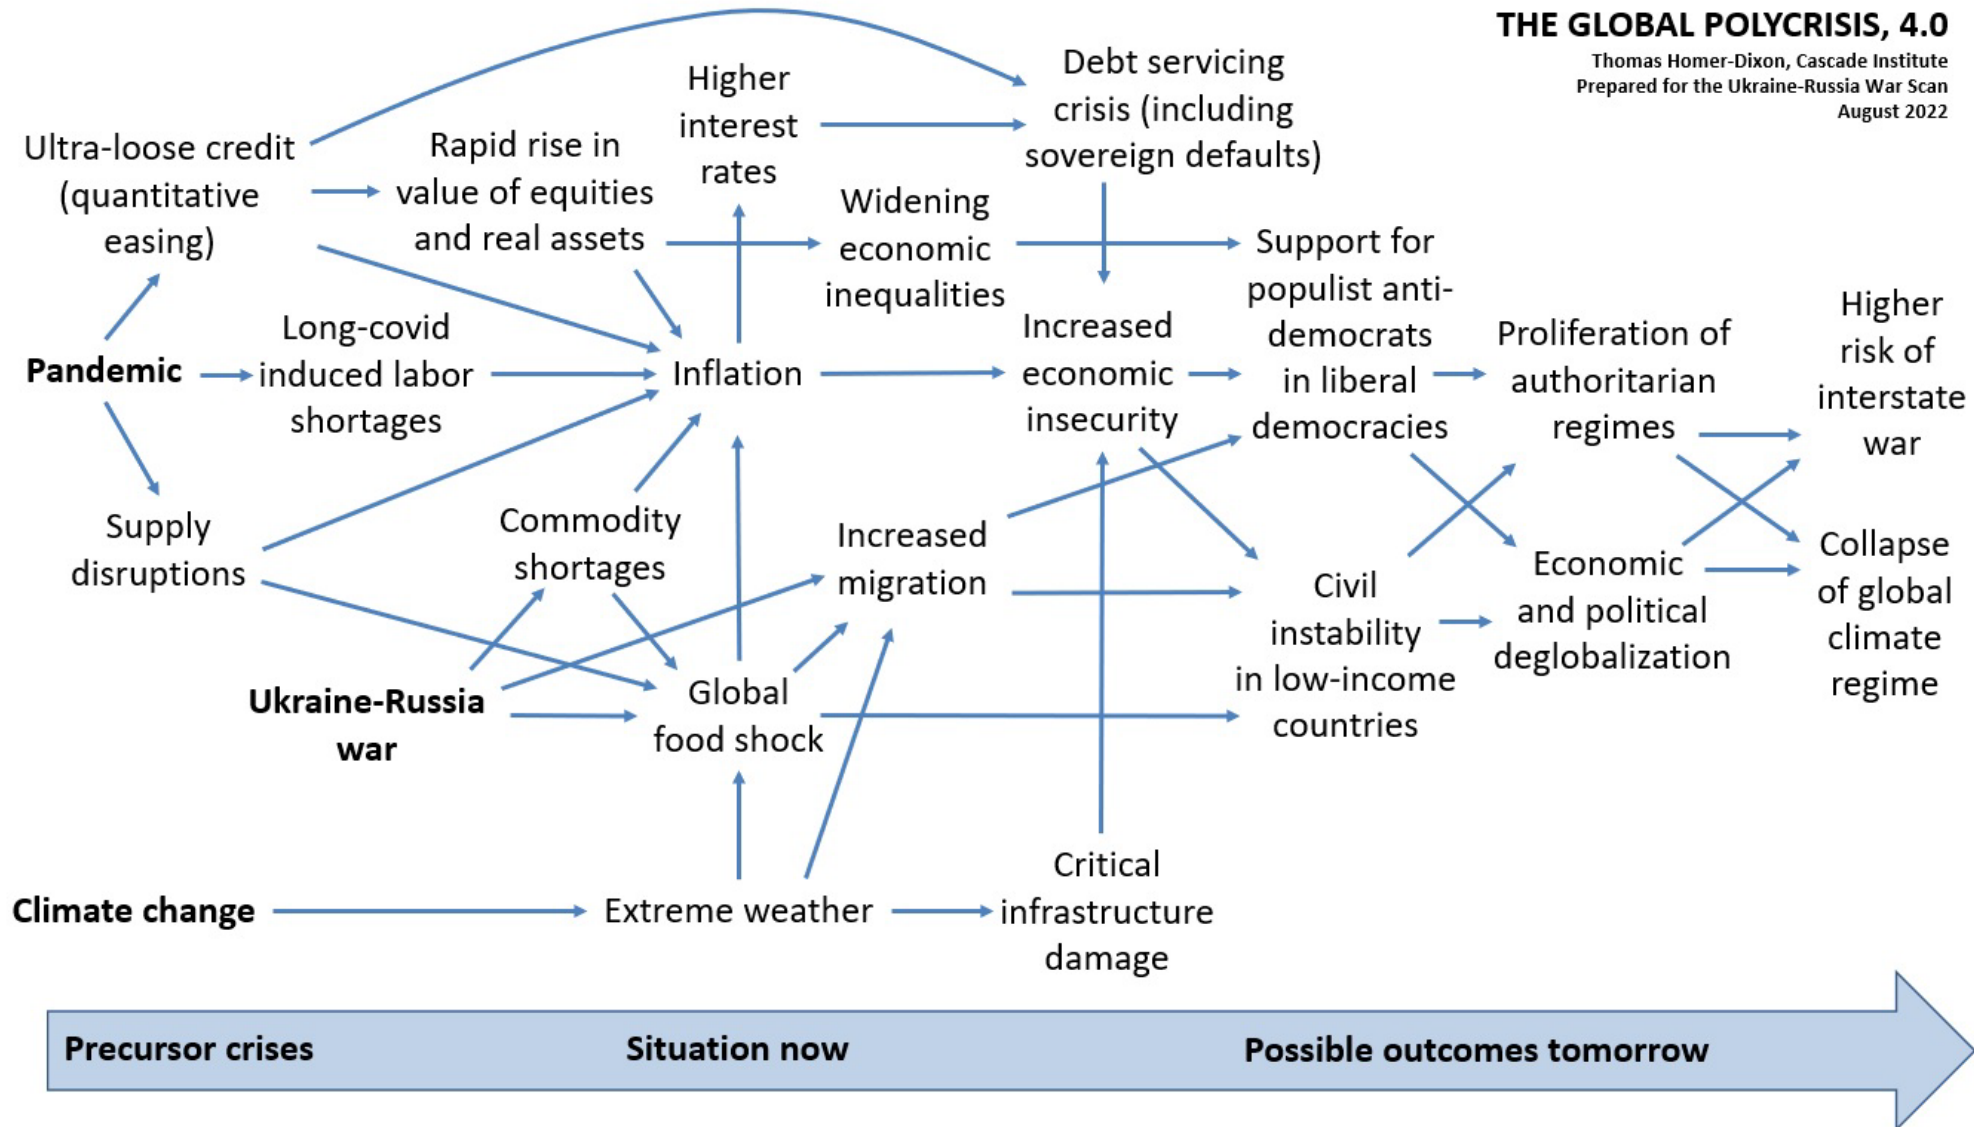 THE GLOBAL POLYCRISIS, 4.0
Thomas Homer-Dixon, Cascade Institute
Prepared for the Ukraine-Russia War Scan
August 2022
Ultra-loose credit
(quantitative
easing)
Rapid rise in
value of equities
and real assets
Higher
interest
rates
Debt servicing
crisis (including
sovereign defaults)
Widening
economic
inequalities
Pandemic
Long-covid
induced labor
shortages
Inflation
Increased
economic
insecurity
Support for
populist anti-
democrats
in liberal
democracies
Proliferation of
authoritarian
regimes
Higher
risk of
interstate
war
Supply
disruptions
Commodity
shortages
Increased
migration
Civil
instability
in low-income
countries
Economic
and political
deglobalization
Collapse
of global
climate
regime
Ukraine-Russia
war
Global
food shock
Climate change
Extreme weather
Critical
infrastructure
damage
Precursor crises
Situation now
Possible outcomes tomorrow